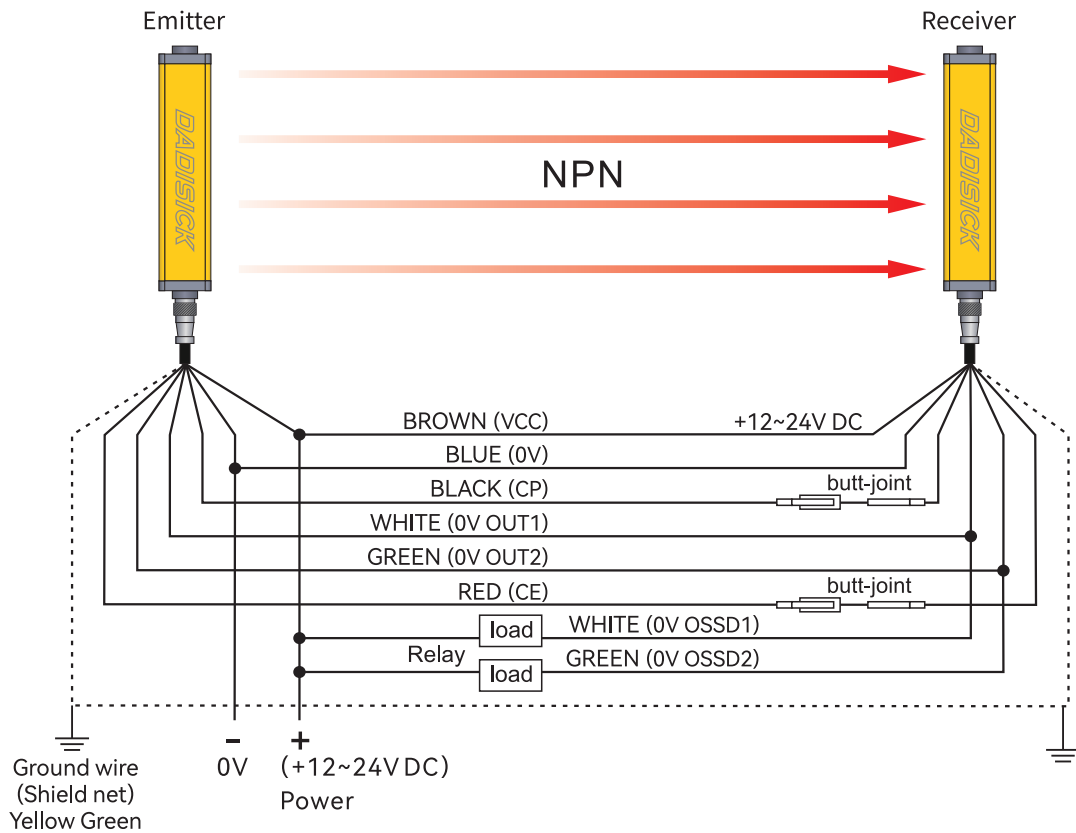 Emitter
Receiver
DADISICK
DADISICK
NPN
BROWN (VCC)
+12~24V DC
BLUE (0V)
BLACK (CP)
butt-joint
WHITE (0V OUT1)
GREEN (0V OUT2)
RED (CE)
butt-joint
load
WHITE (0V OSSD1)
Relay
load
GREEN (0V OSSD2)
− +
0V
(+12~24V DC)
Power
Ground wire
(Shield net)
Yellow Green